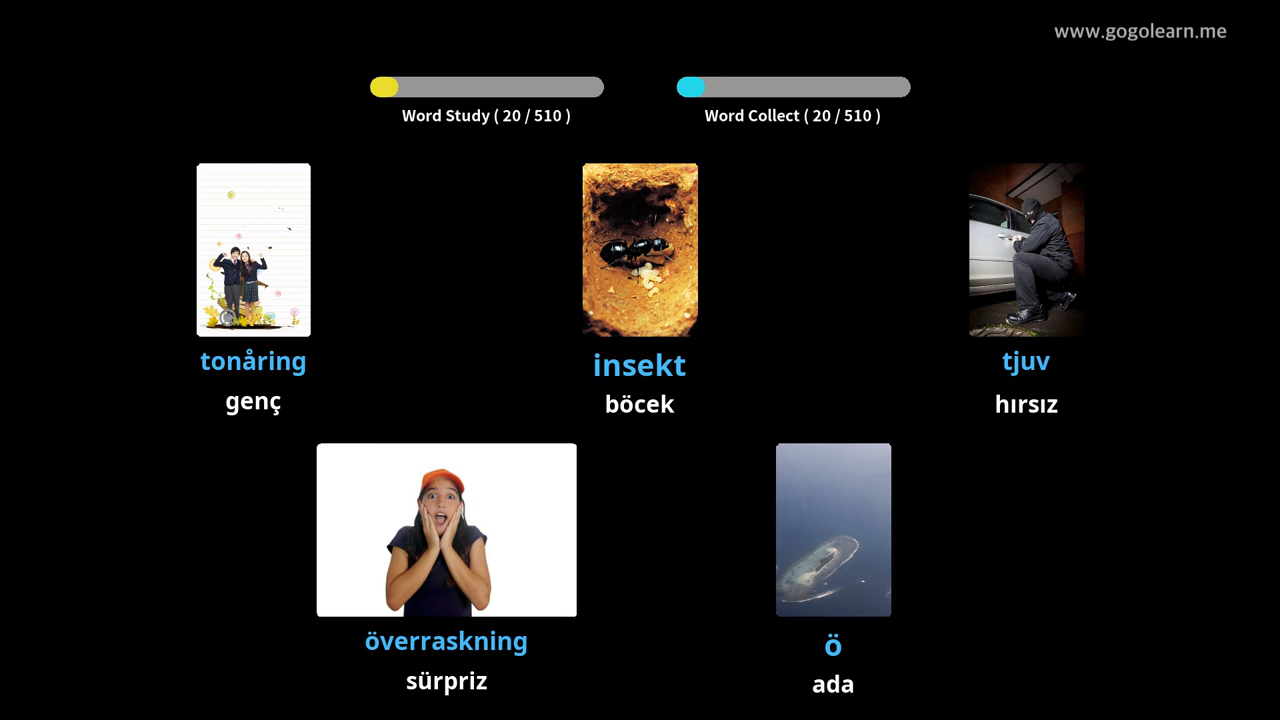 www.gogolearn.me
Word Study ( 20 / 510 )
Word Collect ( 20 / 510 )
tonåring
genç
insekt
böcek
tjuv
hırsız
överraskning
sürpriz
ö
ada